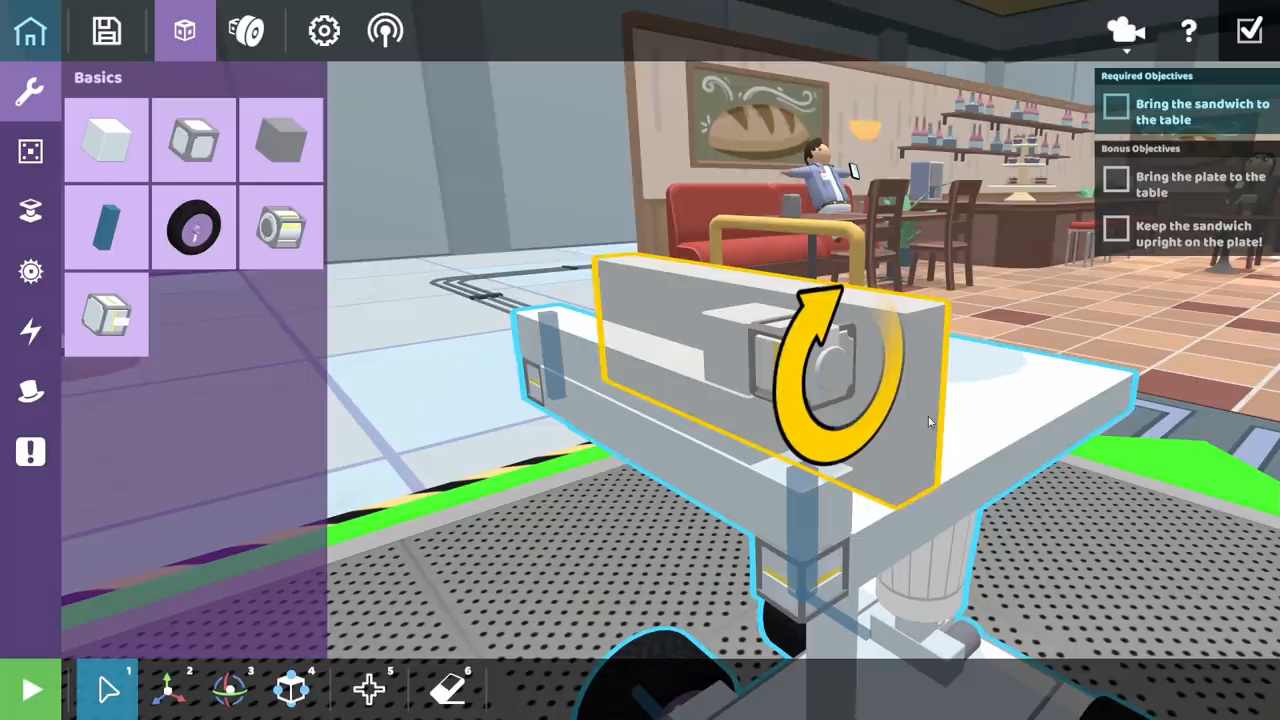 Basics
Required Objectives
Bring the sandwich to
the table
Bonus Objectives
Bring the plate to the
table
Keep the sandwich
upright on the plate!
1
2
3
4
5
6